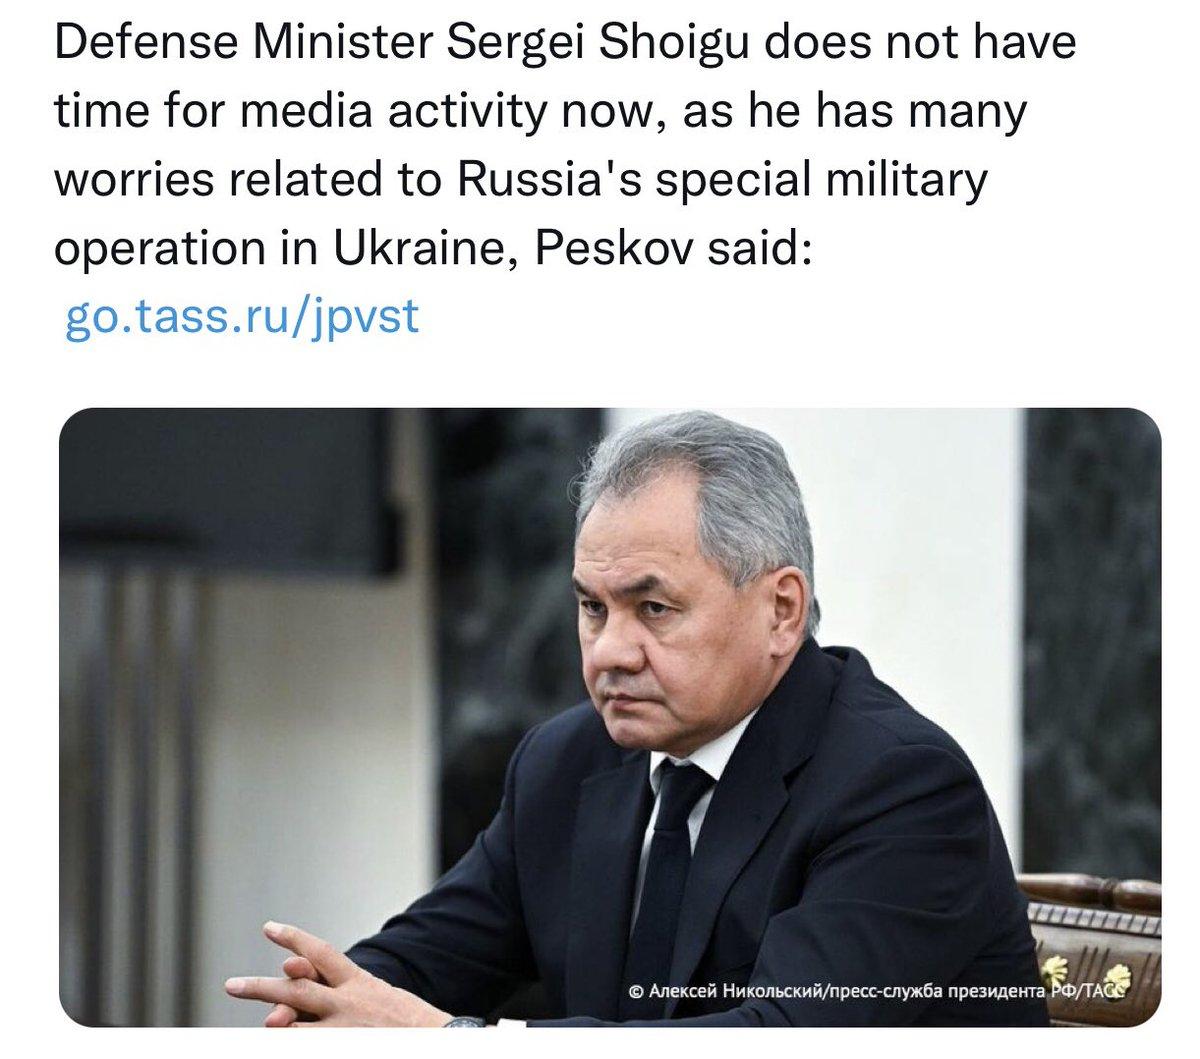 Defense Minister Sergei Shoigu does not have
time for media activity now, as he has many
worries related to Russia's special military
operation in Ukraine, Peskov said:
go.tass.ru/jpvst
© Алексей Никольский/пресс-служба президента РФ/ТАСС